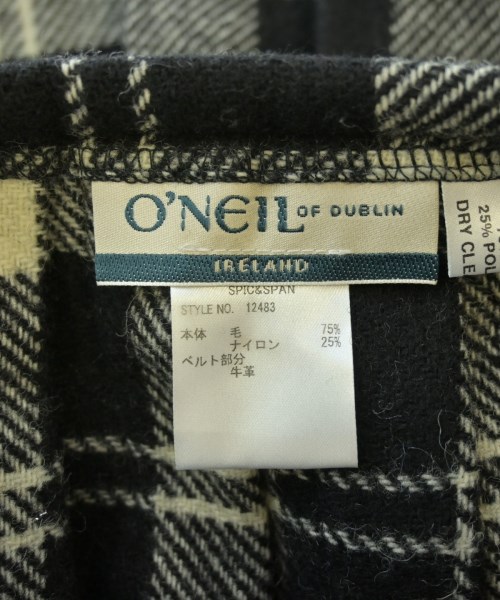 O'NEIL OF DUBLIN
IRELAND
SPIC&SPAN
STYLE NO. 12483
本体 毛 75%
ナイロン 25%
ベルト部分
牛革
25% POL
DRY CLE